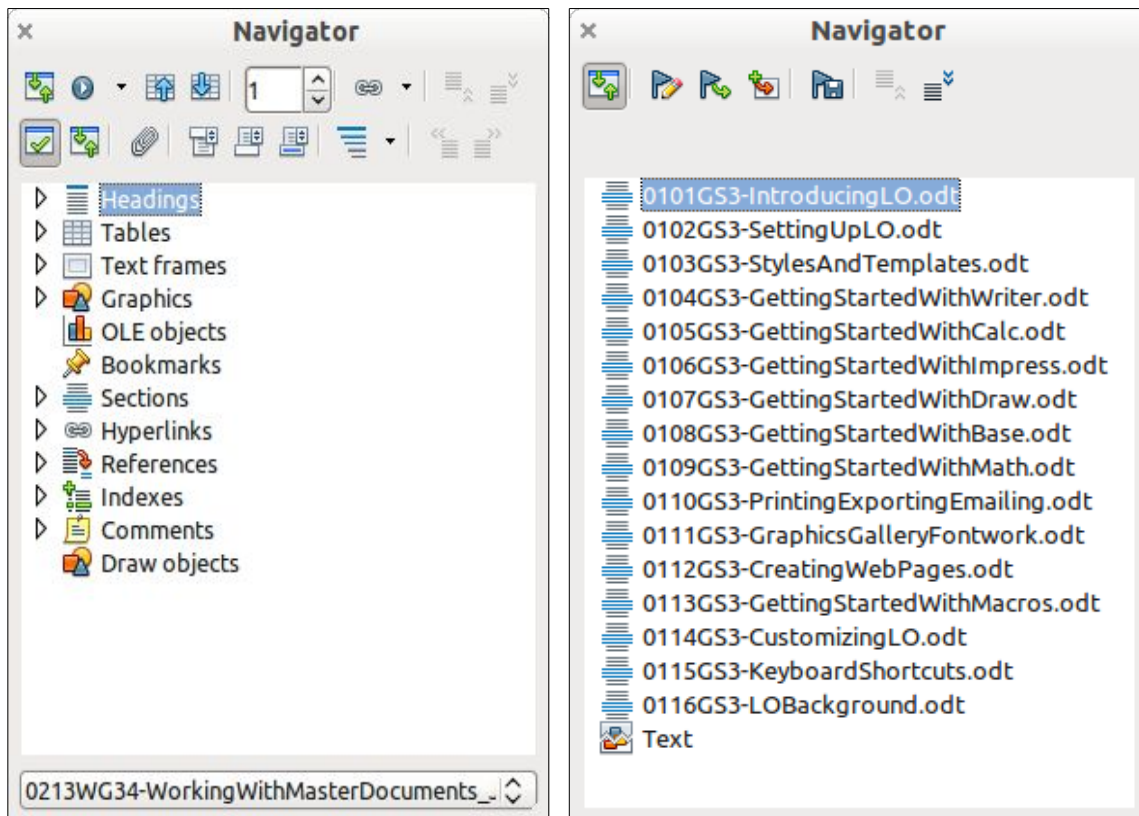 Navigator
1
Headings
Tables
Text frames
Graphics
OLE objects
Bookmarks
Sections
Hyperlinks
References
Indexes
Comments
Draw objects
0213WG34-WorkingWithMasterDocuments_
Navigator
0101GS3-IntroducingLO.odt
0102GS3-SettingUpLO.odt
0103GS3-StylesAndTemplates.odt
0104GS3-GettingStartedWithWriter.odt
0105GS3-GettingStartedWithCalc.odt
0106GS3-GettingStartedWithImpress.odt
0107GS3-GettingStartedWithDraw.odt
0108GS3-GettingStartedWithBase.odt
0109GS3-GettingStartedWithMath.odt
0110GS3-PrintingExportingEmailing.odt
0111GS3-GraphicsGalleryFontwork.odt
0112GS3-CreatingWebPages.odt
0113GS3-GettingStartedWithMacros.odt
0114GS3-CustomizingLO.odt
0115GS3-KeyboardShortcuts.odt
0116GS3-LOBackground.odt
Text